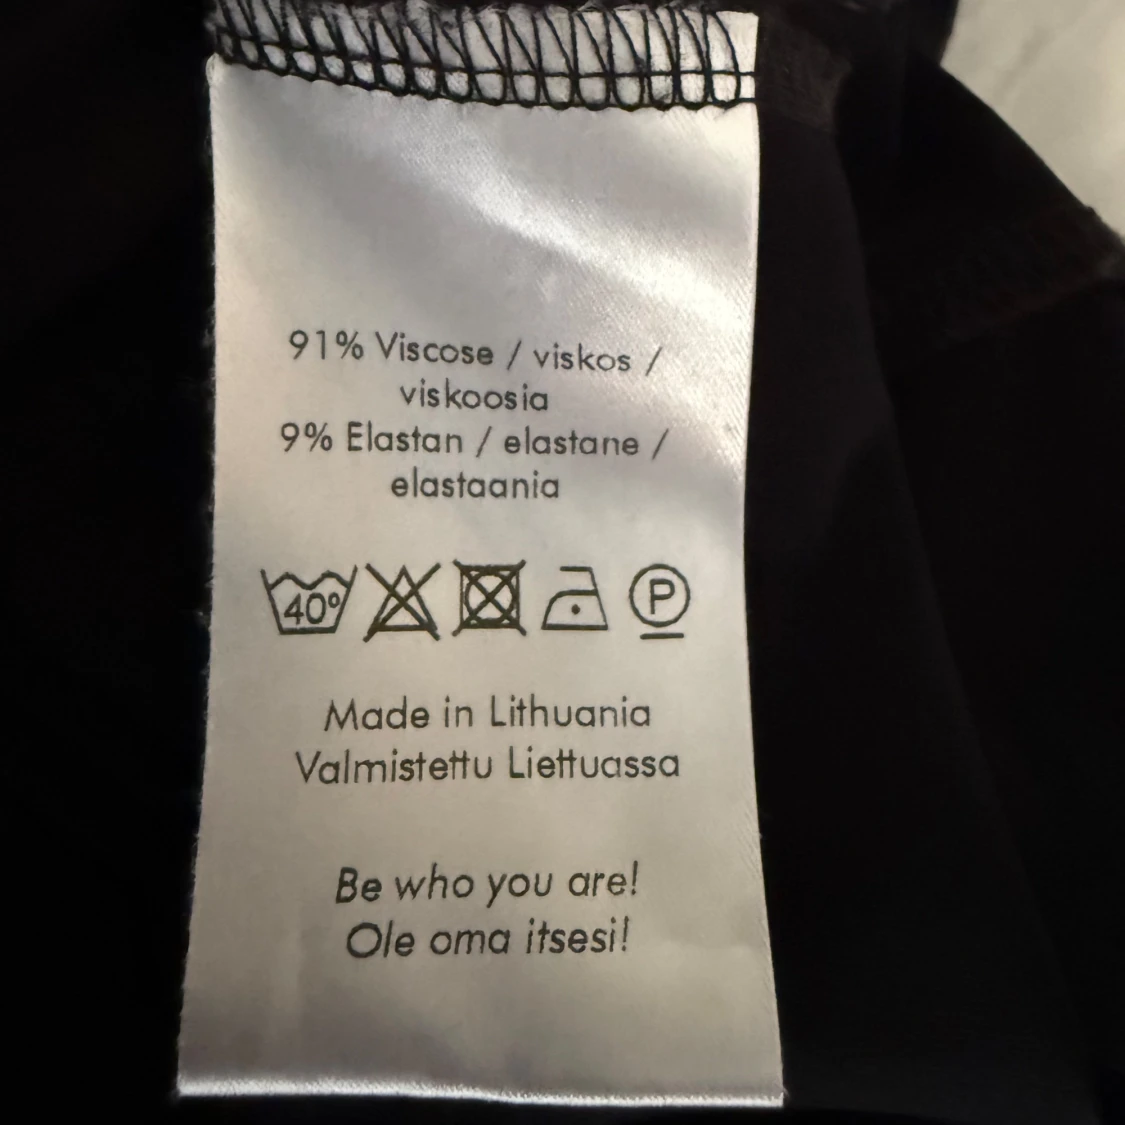 91% Viscose / viskos /
viskoosia
9% Elastan / elastane /
elastaania
40°
P
Made in Lithuania
Valmistettu Liettuassa
Be who you are!
Ole oma itsesi!